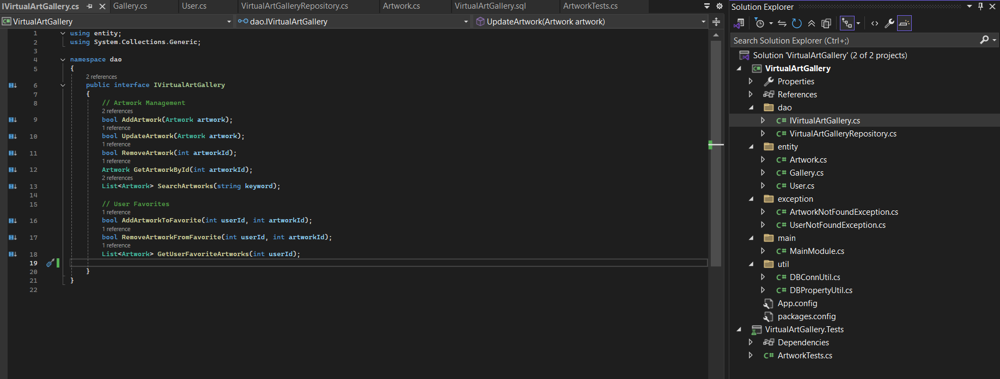 IVirtualArtGallery.cs
Gallery.cs
User.cs
VirtualArtGalleryRepository.cs
Artwork.cs
VirtualArtGallery.sql
ArtworkTests.cs
C# VirtualArtGallery
dao.IVirtualArtGallery
UpdateArtwork(Artwork artwork)
1 using entity;
2 using System.Collections.Generic;
3
4 namespace dao
5 {
2 references
6 public interface IVirtualArtGallery
7 {
8 // Artwork Management
2 references
9 bool AddArtwork(Artwork artwork);
1 reference
10 bool UpdateArtwork(Artwork artwork);
1 reference
11 bool RemoveArtwork(int artworkId);
1 reference
12 Artwork GetArtworkById(int artworkId);
2 references
13 List<Artwork> SearchArtworks(string keyword);
14
15 // User Favorites
1 reference
16 bool AddArtworkToFavorite(int userId, int artworkId);
1 reference
17 bool RemoveArtworkFromFavorite(int userId, int artworkId);
1 reference
18 List<Artwork> GetUserFavoriteArtworks(int userId);
19
20 }
21 }
22
Solution Explorer
Search Solution Explorer (Ctrl+;)
Solution 'VirtualArtGallery' (2 of 2 projects)
C# VirtualArtGallery
Properties
References
dao
C# IVirtualArtGallery.cs
C# VirtualArtGalleryRepository.cs
entity
C# Artwork.cs
C# Gallery.cs
C# User.cs
exception
C# ArtworkNotFoundException.cs
C# UserNotFoundException.cs
main
C# MainModule.cs
util
C# DBConnUtil.cs
C# DBPropertyUtil.cs
App.config
packages.config
VirtualArtGallery.Tests
Dependencies
C# ArtworkTests.cs